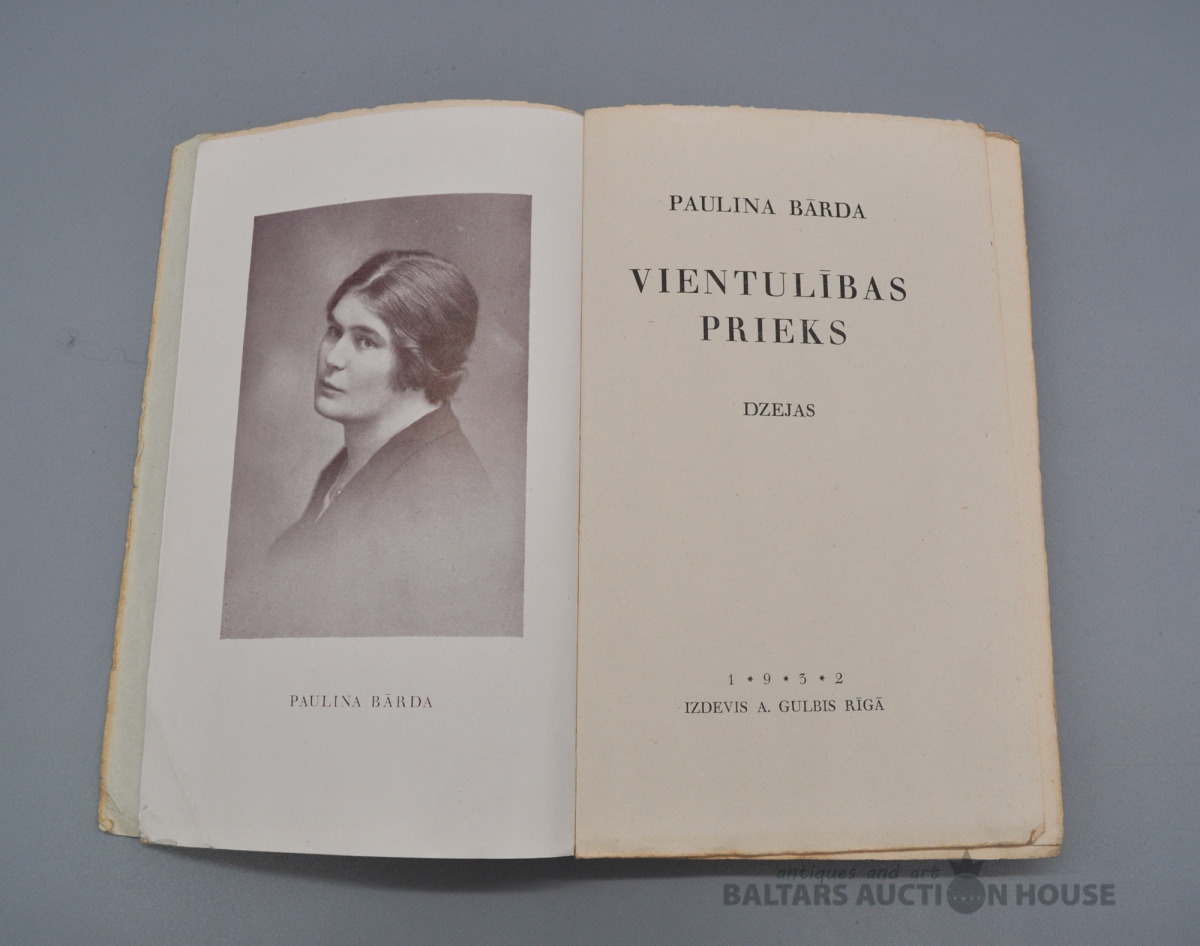 PAULINA BĀRDA
PAULINA BĀRDA
VIENTULĪBAS
PRIEKS
DZEJAS
1 * 9 * 3 * 2
IZDEVIS A. GULBIS RĪGĀ
antiques and art
BALTARS AUCTION HOUSE